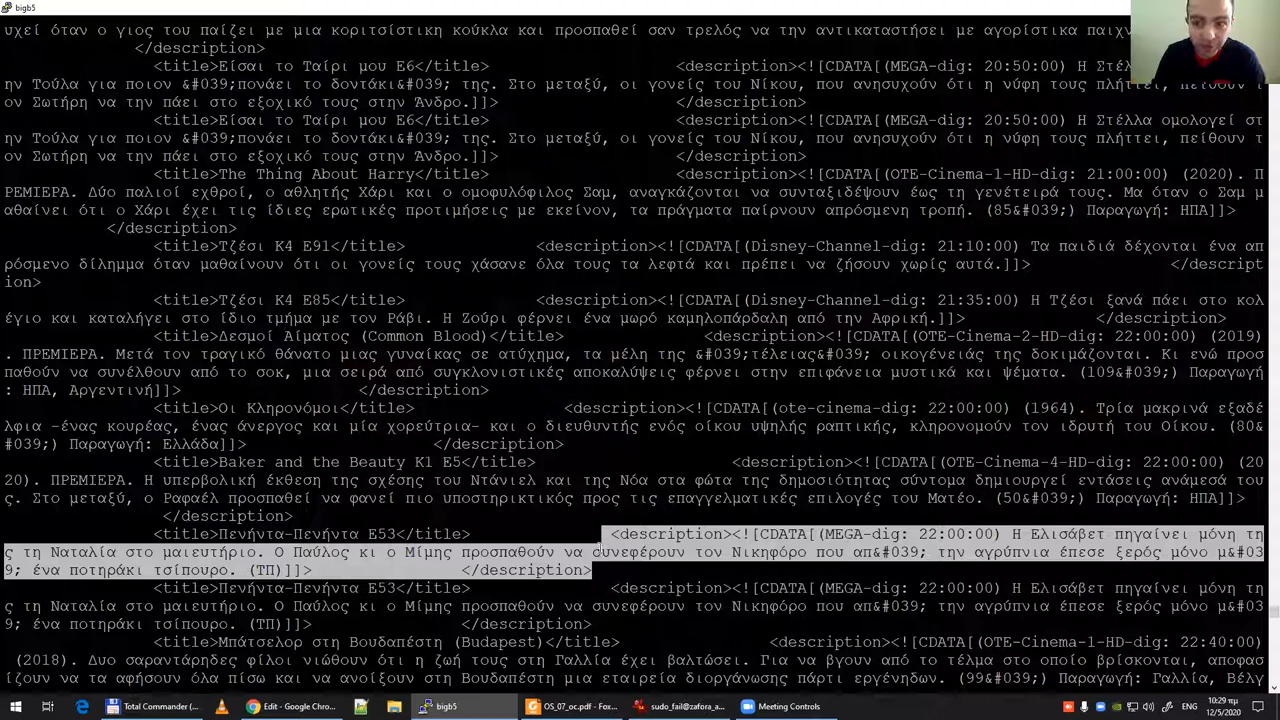 bigb5
υχεί όταν ο γιος του παίζει με μια κοριτσίστικη κούκλα και προσπαθεί σαν τρελός να την αντικαταστήσει με αγορίστικα παιχν
</description>
<title>Είσαι το Ταίρι μου E6</title> <description><![CDATA[(MEGA-dig: 20:50:00) Η Στέλ
ην Τούλα για ποιον &#039;πονάει το δοντάκι&#039; της. Στο μεταξύ, οι γονείς του Νίκου, που ανησυχούν ότι η νύφη τους πλήττει, πείθουν τ
ον Σωτήρη να την πάει στο εξοχικό τους στην Άνδρο.]]> </description>
<title>Είσαι το Ταίρι μου E6</title> <description><![CDATA[(MEGA-dig: 20:50:00) Η Στέλλα ομολογεί στ
ην Τούλα για ποιον &#039;πονάει το δοντάκι&#039; της. Στο μεταξύ, οι γονείς του Νίκου, που ανησυχούν ότι η νύφη τους πλήττει, πείθουν τ
ον Σωτήρη να την πάει στο εξοχικό τους στην Άνδρο.]]> </description>
<title>The Thing About Harry</title> <description><![CDATA[(OTE-Cinema-1-HD-dig: 21:00:00) (2020). Π
ΡΕΜΙΕΡΑ. Δύο παλιοί εχθροί, ο αθλητής Χάρι και ο ομοφυλόφιλος Σαμ, αναγκάζονται να συνταξιδέψουν έως τη γενέτειρά τους. Μα όταν ο Σαμ μ
αθαίνει ότι ο Χάρι έχει τις ίδιες ερωτικές προτιμήσεις με εκείνον, τα πράγματα παίρνουν απρόσμενη τροπή. (85&#039;) Παραγωγή: ΗΠΑ]]>
</description>
<title>Τζέσι K4 E91</title> <description><![CDATA[(Disney-Channel-dig: 21:10:00) Τα παιδιά δέχονται ένα απ
ρόσμενο δίλημμα όταν μαθαίνουν ότι οι γονείς τους χάσανε όλα τους τα λεφτά και πρέπει να ζήσουν χωρίς αυτά.]]> </descript
ion>
<title>Τζέσι K4 E85</title> <description><![CDATA[(Disney-Channel-dig: 21:35:00) Η Τζέσι ξανά πάει στο κολ
έγιο και καταλήγει στο ίδιο τμήμα με τον Ράβι. Η Ζούρι φέρνει ένα μωρό καμηλοπάρδαλη από την Αφρική.]]> </description>
<title>Δεσμοί Αίματος (Common Blood)</title> <description><![CDATA[(OTE-Cinema-2-HD-dig: 22:00:00) (2019)
. ΠΡΕΜΙΕΡΑ. Μετά τον τραγικό θάνατο μιας γυναίκας σε ατύχημα, τα μέλη της &#039;τέλειας&#039; οικογένειάς της δοκιμάζονται. Κι ενώ προσ
παθούν να συνέλθουν από το σοκ, μια σειρά από συγκλονιστικές αποκαλύψεις φέρνει στην επιφάνεια μυστικά και ψέματα. (109&#039;) Παραγωγή
: ΗΠΑ, Αργεντινή]]> </description>
<title>Οι Κληρονόμοι</title> <description><![CDATA[(ote-cinema-dig: 22:00:00) (1964). Τρία μακρινά εξαδέ
λφια -ένας κουρέας, ένας άνεργος και μία χορεύτρια- και ο διευθυντής ενός οίκου υψηλής ραπτικής, κληρονομούν τον ιδρυτή του Οίκου. (80&
#039;) Παραγωγή: Ελλάδα]]> </description>
<title>Baker and the Beauty K1 E5</title> <description><![CDATA[(OTE-Cinema-4-HD-dig: 22:00:00) (20
20). ΠΡΕΜΙΕΡΑ. Η υπερβολική έκθεση της σχέσης του Ντάνιελ και της Νόα στα φώτα της δημοσιότητας σύντομα δημιουργεί εντάσεις ανάμεσά του
ς. Στο μεταξύ, ο Ραφαέλ προσπαθεί να φανεί πιο υποστηρικτικός προς τις επαγγελματικές επιλογές του Ματέο. (50&#039;) Παραγωγή: ΗΠΑ]]>
</description>
<title>Πενήντα-Πενήντα E53</title> <description><![CDATA[(MEGA-dig: 22:00:00) Η Ελισάβετ πηγαίνει μόνη τη
ς τη Ναταλία στο μαιευτήριο. Ο Παύλος κι ο Μίμης προσπαθούν να συνεφέρουν τον Νικηφόρο που απ&#039; την αγρύπνια έπεσε ξερός μόνο μ&#03
9; ένα ποτηράκι τσίπουρο. (ΤΠ)]]> </description>
<title>Πενήντα-Πενήντα E53</title> <description><![CDATA[(MEGA-dig: 22:00:00) Η Ελισάβετ πηγαίνει μόνη τη
ς τη Ναταλία στο μαιευτήριο. Ο Παύλος κι ο Μίμης προσπαθούν να συνεφέρουν τον Νικηφόρο που απ&#039; την αγρύπνια έπεσε ξερός μόνο μ&#03
9; ένα ποτηράκι τσίπουρο. (ΤΠ)]]> </description>
<title>Μπάτσελορ στη Βουδαπέστη (Budapest)</title> <description><![CDATA[(OTE-Cinema-1-HD-dig: 22:40:00)
(2018). Δυο σαραντάρηδες φίλοι νιώθουν ότι η ζωή τους στη Γαλλία έχει βαλτώσει. Για να βγουν από το τέλμα στο οποίο βρίσκονται, αποφασ
ίζουν να τα αφήσουν όλα πίσω και να ανοίξουν στη Βουδαπέστη μια εταιρεία διοργάνωσης πάρτι εργένηδων. (99&#039;) Παραγωγή: Γαλλία, Βέλγ
Total Commander (... Edit - Google Chro... bigb5 OS_07_oc.pdf - Fox... sudo_fail@zafora_a... Meeting Controls 10:29 πμ
12/5/2020